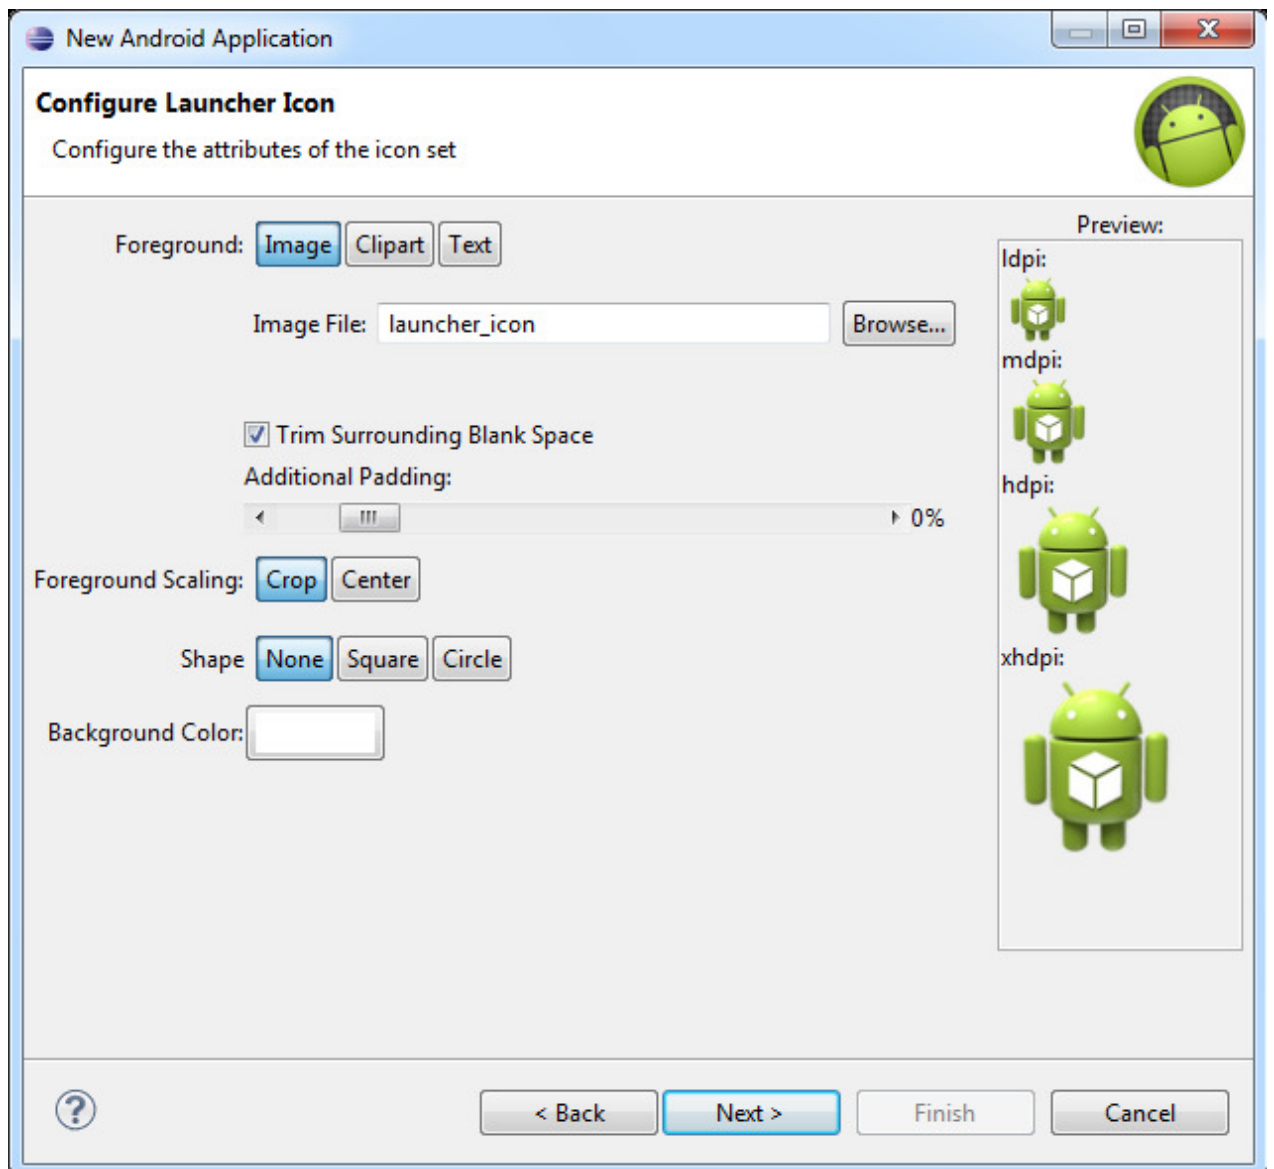 New Android Application
Configure Launcher Icon
Configure the attributes of the icon set
Foreground: Image Clipart Text
Image File: launcher_icon Browse...
Trim Surrounding Blank Space
Additional Padding:
0%
Foreground Scaling: Crop Center
Shape None Square Circle
Background Color:
Preview:
ldpi:
mdpi:
hdpi:
xhdpi:
< Back Next > Finish Cancel